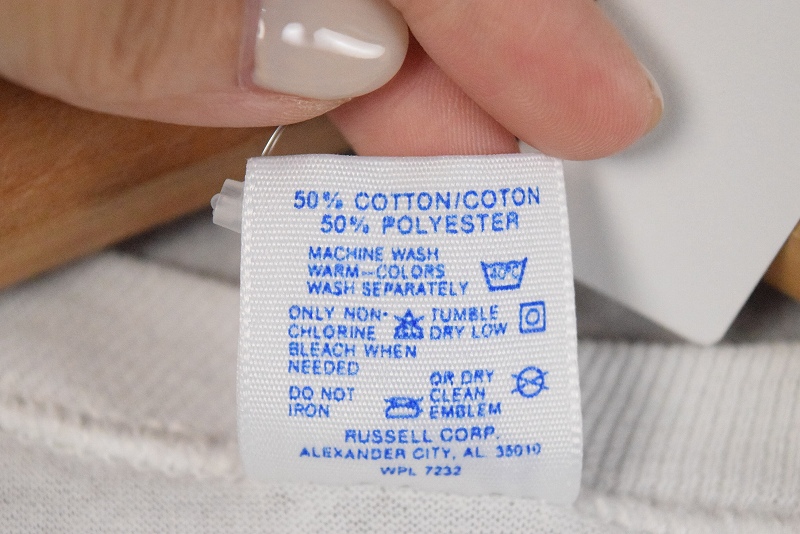 50% COTTON/COTON
50% POLYESTER
MACHINE WASH
WARM-COLORS
WASH SEPARATELY
40°C
ONLY NON-
CHLORINE
BLEACH WHEN
NEEDED
TUMBLE
DRY LOW
DO NOT
IRON
OR DRY
CLEAN
EMBLEM
RUSSELL CORP.
ALEXANDER CITY, AL 35010
WPL 7232